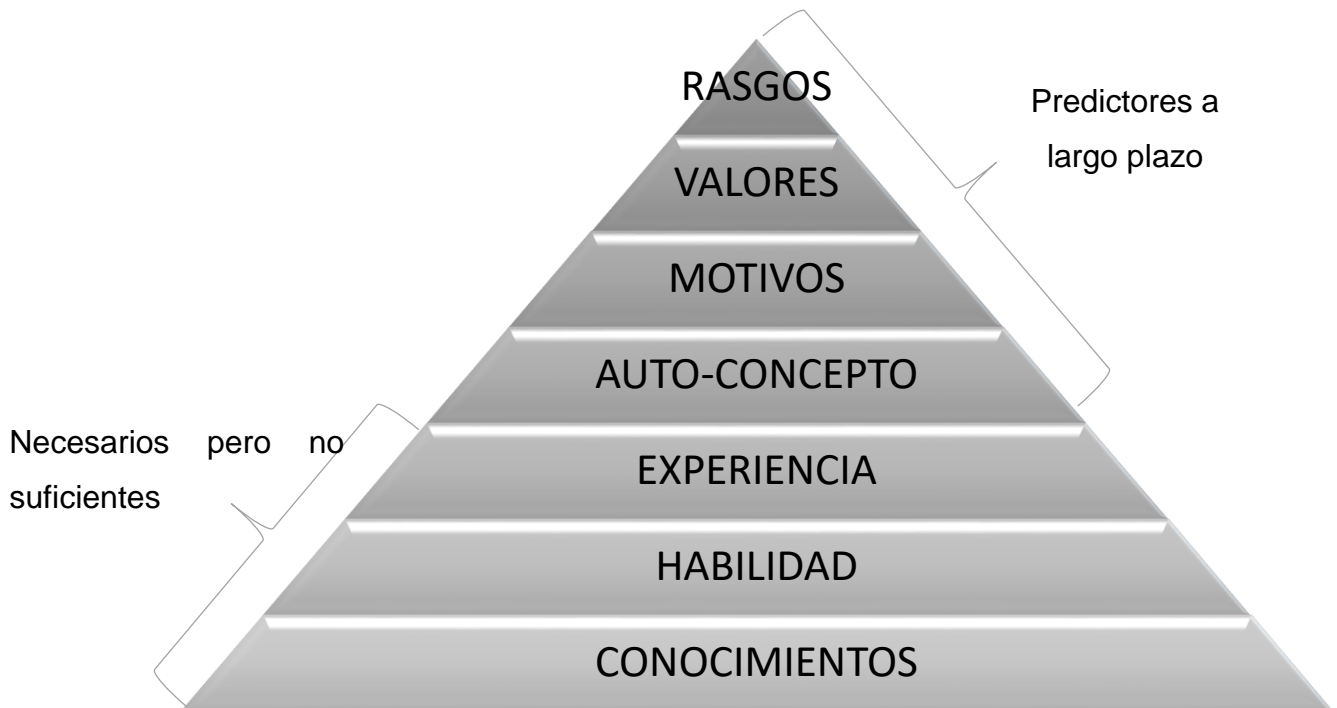 RASGOS
Predictores a
largo plazo
VALORES
MOTIVOS
AUTO-CONCEPTO
Necesarios pero no
suficientes
EXPERIENCIA
HABILIDAD
CONOCIMIENTOS